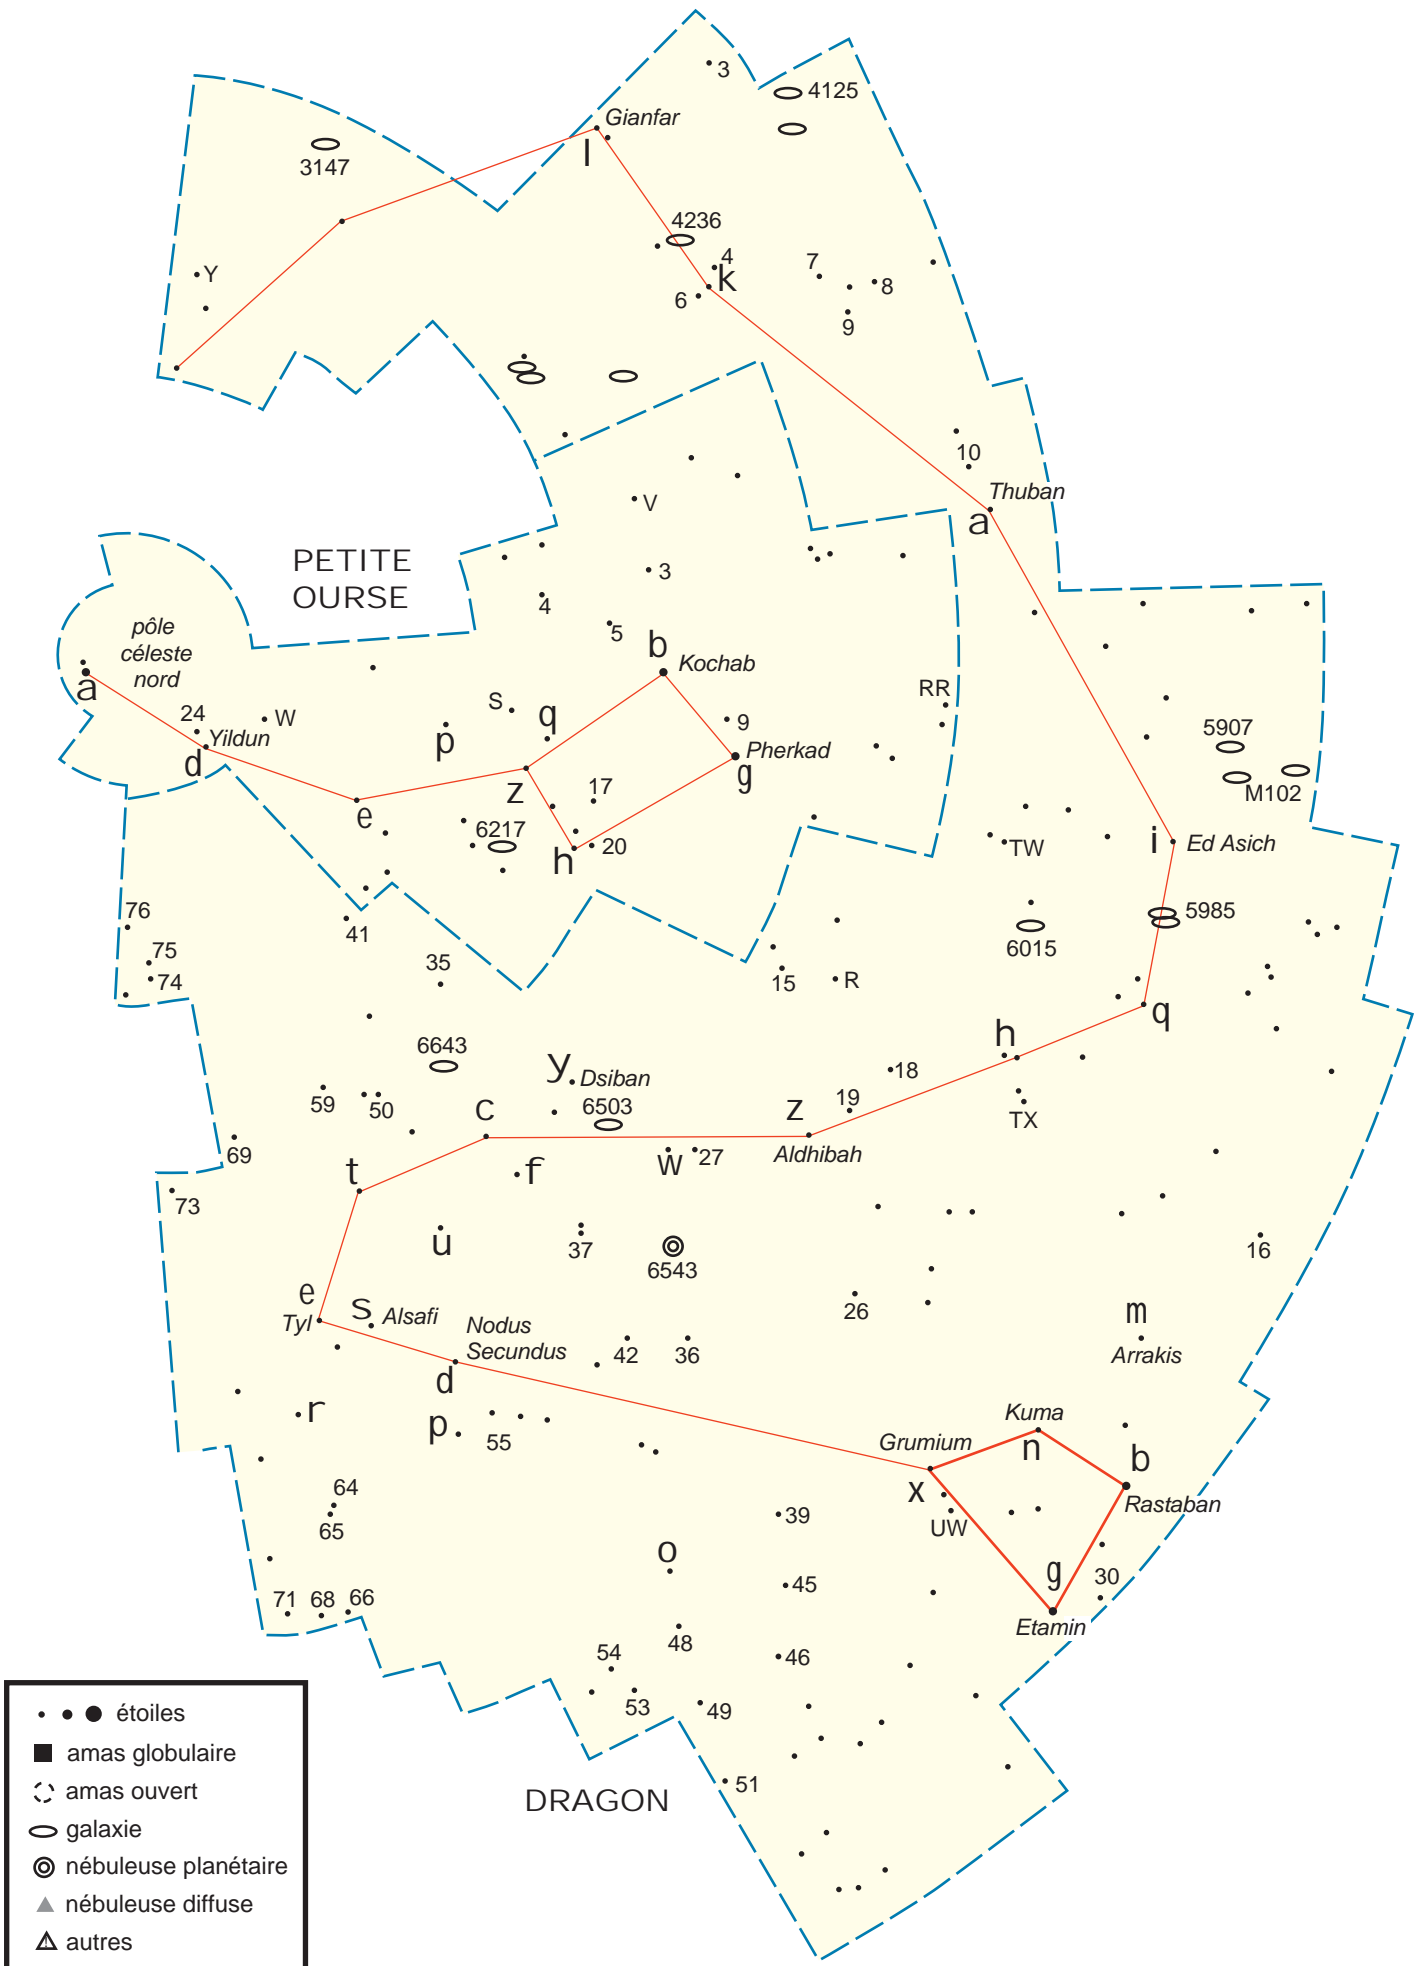 3
4125
Gianfar
l
3147
4236
4
k
6
7
8
9
Y
10
Thuban
a
V
PETITE
OURSE
3
4
5
pôle
céleste
nord
a
b
Kochab
s
q
p
24
W
Yildun
d
RR
9
Pherkad
g
5907
M102
z
17
e
6217
h
20
TW
i
Ed Asich
76
41
5985
75
74
35
6015
15
R
q
h
6643
y
Dsiban
18
59
50
c
6503
z
19
TX
69
Aldhibah
W
27
t
f
73
u
37
6543
16
e
Tyl
s
Alsafi
Nodus
Secundus
26
m
Arrakis
42
36
d
r
p
55
Kuma
Grumium
n
b
x
Rastaban
64
65
39
UW
o
g
45
30
71
68
66
Etamin
48
54
46
53
49
51
DRAGON
étoiles
amas globulaire
amas ouvert
galaxie
nébuleuse planétaire
nébuleuse diffuse
autres